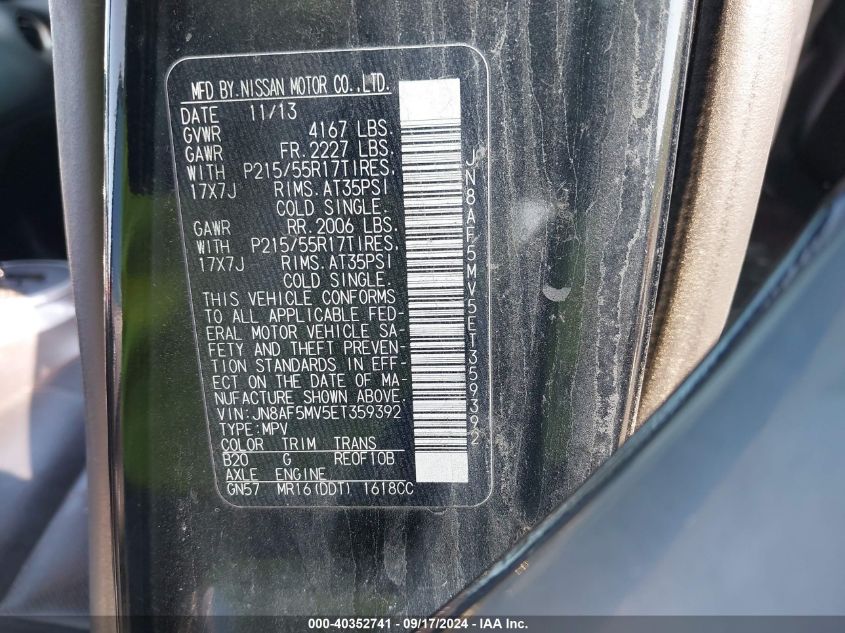 MFD BY.NISSAN MOTOR CO.,LTD.
DATE 11/13
GVWR 4167 LBS.
GAWR FR.2227 LBS.
WITH P215/55R17TIRES,
17X7J RIMS.AT35PSI
COLD SINGLE.
GAWR RR.2006 LBS.
WITH P215/55R17TIRES,
17X7J RIMS.AT35PSI
COLD SINGLE.
THIS VEHICLE CONFORMS
TO ALL APPLICABLE FED-
ERAL MOTOR VEHICLE SA-
FETY AND THEFT PREVEN-
TION STANDARDS IN EFF-
ECT ON THE DATE OF MA-
NUFACTURE SHOWN ABOVE.
VIN:JN8AF5MV5ET359392
TYPE:MPV
COLOR TRIM TRANS
B20 G REOF10B
AXLE ENGINE
GN57 MR16(DDT) 1618CC
JN8AF5MV5ET359392
000-40352741 - 09/17/2024 - IAA Inc.